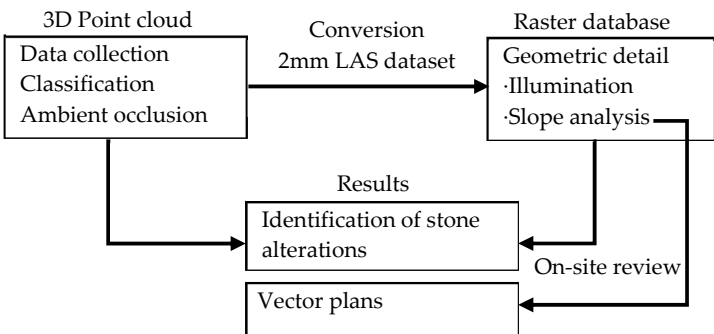 3D Point cloud
Data collection
Classification
Ambient occlusion
Conversion
2mm LAS dataset
Raster database
Geometric detail
·Illumination
·Slope analysis
Results
Identification of stone
alterations
On-site review
Vector plans